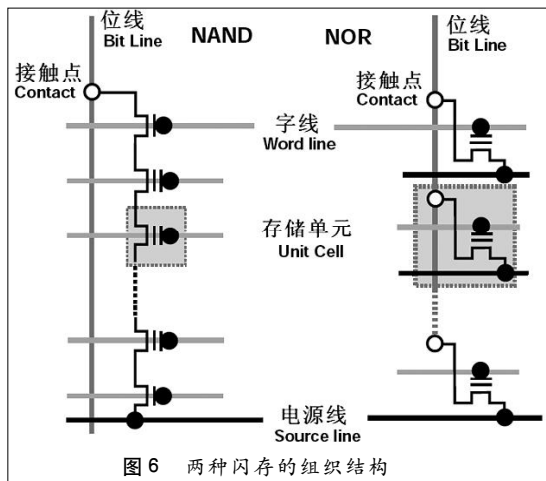 位线
Bit Line
NAND
NOR
位线
Bit Line
接触点
Contact
接触点
Contact
字线
Word line
存储单元
Unit Cell
电源线
Source line
图6 两种闪存的组织结构